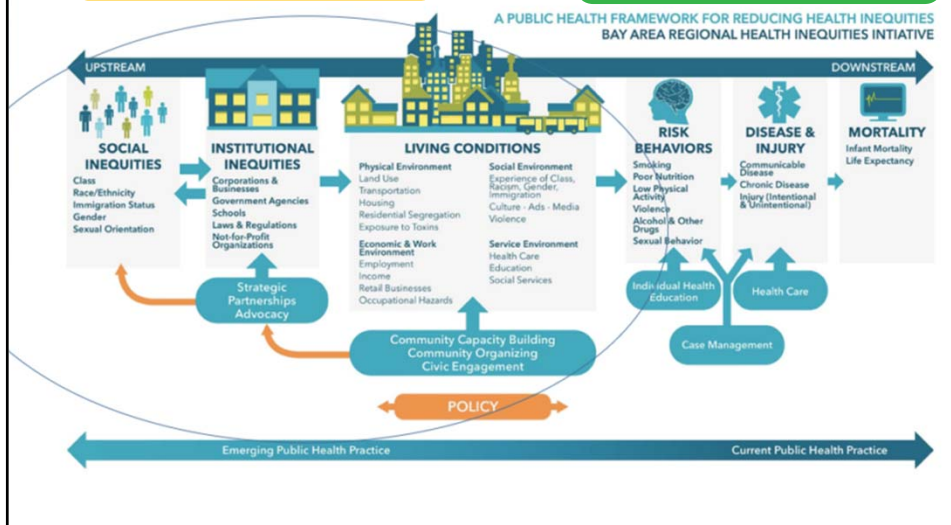 A PUBLIC HEALTH FRAMEWORK FOR REDUCING HEALTH INEQUITIES
BAY AREA REGIONAL HEALTH INEQUITIES INTIATIVE
UPSTREAM
DOWNSTREAM
SOCIAL
INEQUITIES
Class
Race/Ethnicity
Immigration Status
Gender
Sexual Orientation
INSTITUTIONAL
INEQUITIES
Corporations &
Businesses
Government Agencies
Schools
Laws & Regulations
Not-for-Profit
Organizations
LIVING CONDITIONS
Physical Environment
Land Use
Transportation
Housing
Residential Segregation
Exposure to Toxins
Economic & Work
Environment
Employment
Income
Retail Businesses
Occupational Hazards
Social Environment
Experience of Class,
Racism, Gender,
Immigration
Culture - Ads - Media
Violence
Service Environment
Health Care
Education
Social Services
RISK
BEHAVIORS
Smoking
Poor Nutrition
Low Physical
Activity
Violence
Alcohol & Other
Drugs
Sexual Behavior
DISEASE &
INJURY
Communicable
Disease
Chronic Disease
Injury (Intentional
& Unintentional)
MORTALITY
Infant Mortality
Life Expectancy
Strategic
Partnerships
Advocacy
Individual Health
Education
Health Care
Community Capacity Building
Community Organizing
Civic Engagement
Case Management
POLICY
Emerging Public Health Practice
Current Public Health Practice